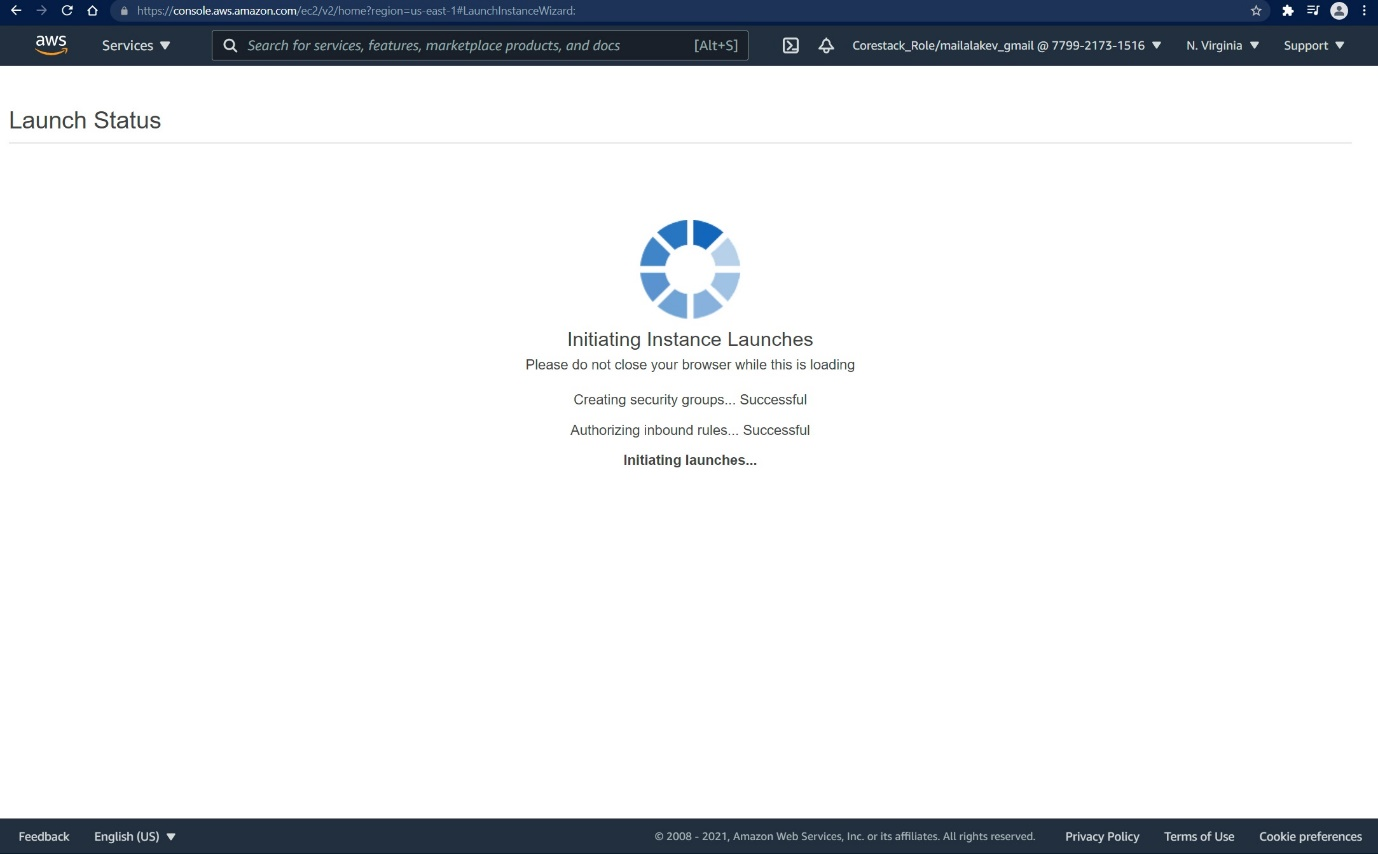 https://console.aws.amazon.com/ec2/v2/home?region=us-east-1#LaunchInstanceWizard:
aws Services Search for services, features, marketplace products, and docs [Alt+S] Corestack_Role/mailalakev_gmail @ 7799-2173-1516 N. Virginia Support
Launch Status
Initiating Instance Launches
Please do not close your browser while this is loading
Creating security groups... Successful
Authorizing inbound rules... Successful
Initiating launches...
Feedback English (US) © 2008 - 2021, Amazon Web Services, Inc. or its affiliates. All rights reserved. Privacy Policy Terms of Use Cookie preferences